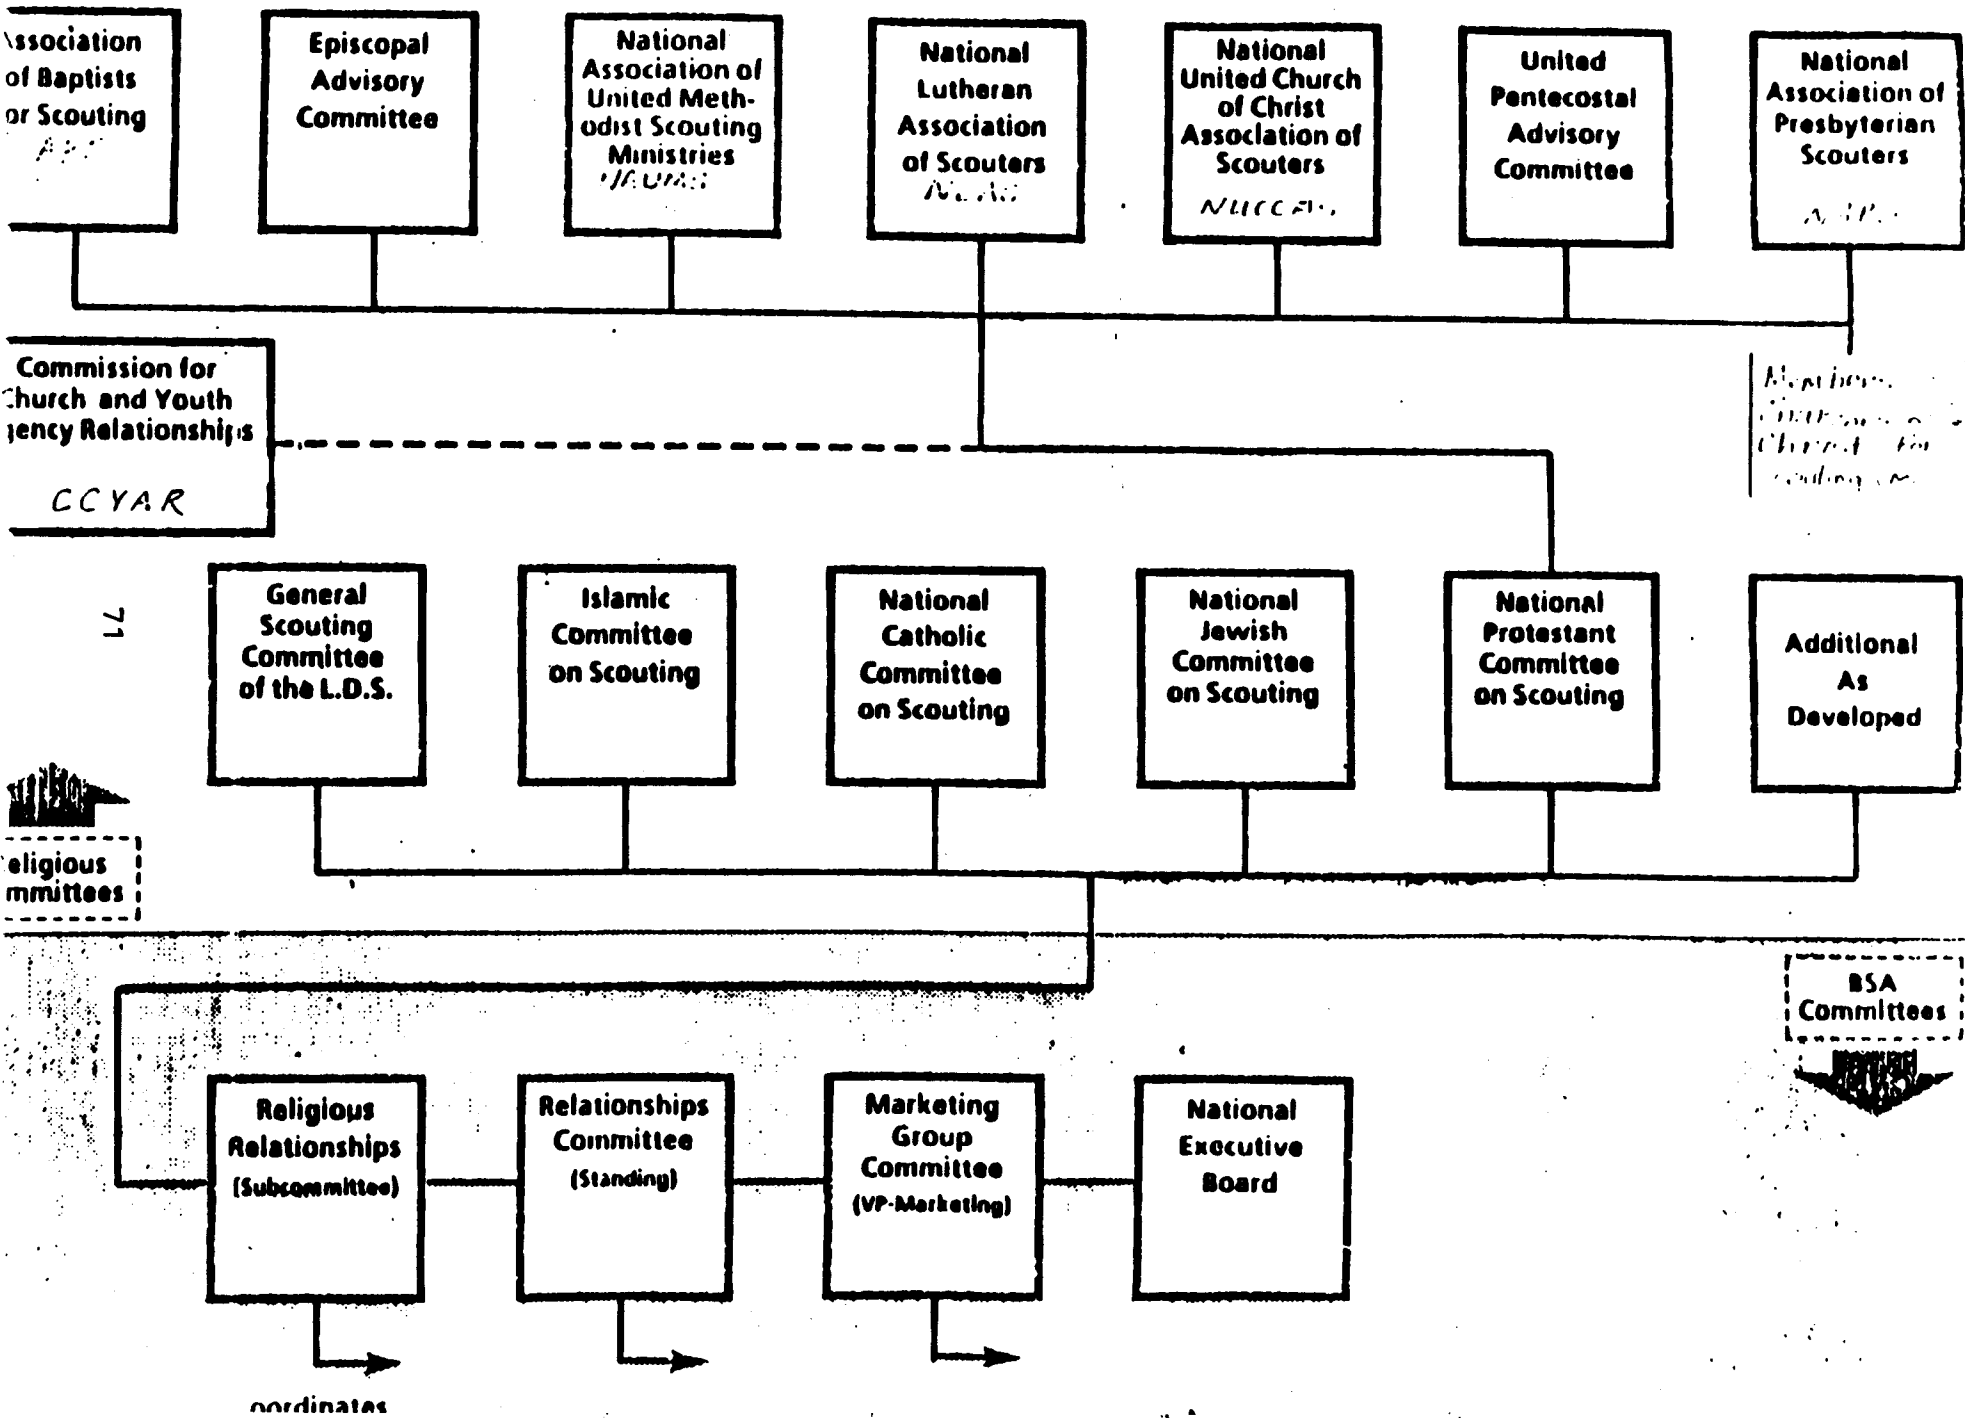 ssociation
of Baptists
or Scouting
Episcopal
Advisory
Committee
National
Association of
United Meth-
odist Scouting
Ministries
NAUMS
National
Lutheran
Association
of Scouters
NLAS
National
United Church
of Christ
Association of
Scouters
NUCCAS
United
Pentecostal
Advisory
Committee
National
Association of
Presbyterian
Scouters
Commission for
Church and Youth
gency Relationships
CCYAR
Members
71
General
Scouting
Committee
of the L.D.S.
Islamic
Committee
on Scouting
National
Catholic
Committee
on Scouting
National
Jewish
Committee
on Scouting
National
Protestant
Committee
on Scouting
Additional
As
Developed
eligious
mmittees
BSA
Committees
Religious
Relationships
(Subcommittee)
Relationships
Committee
(Standing)
Marketing
Group
Committee
(VP-Marketing)
National
Executive
Board
oordinates